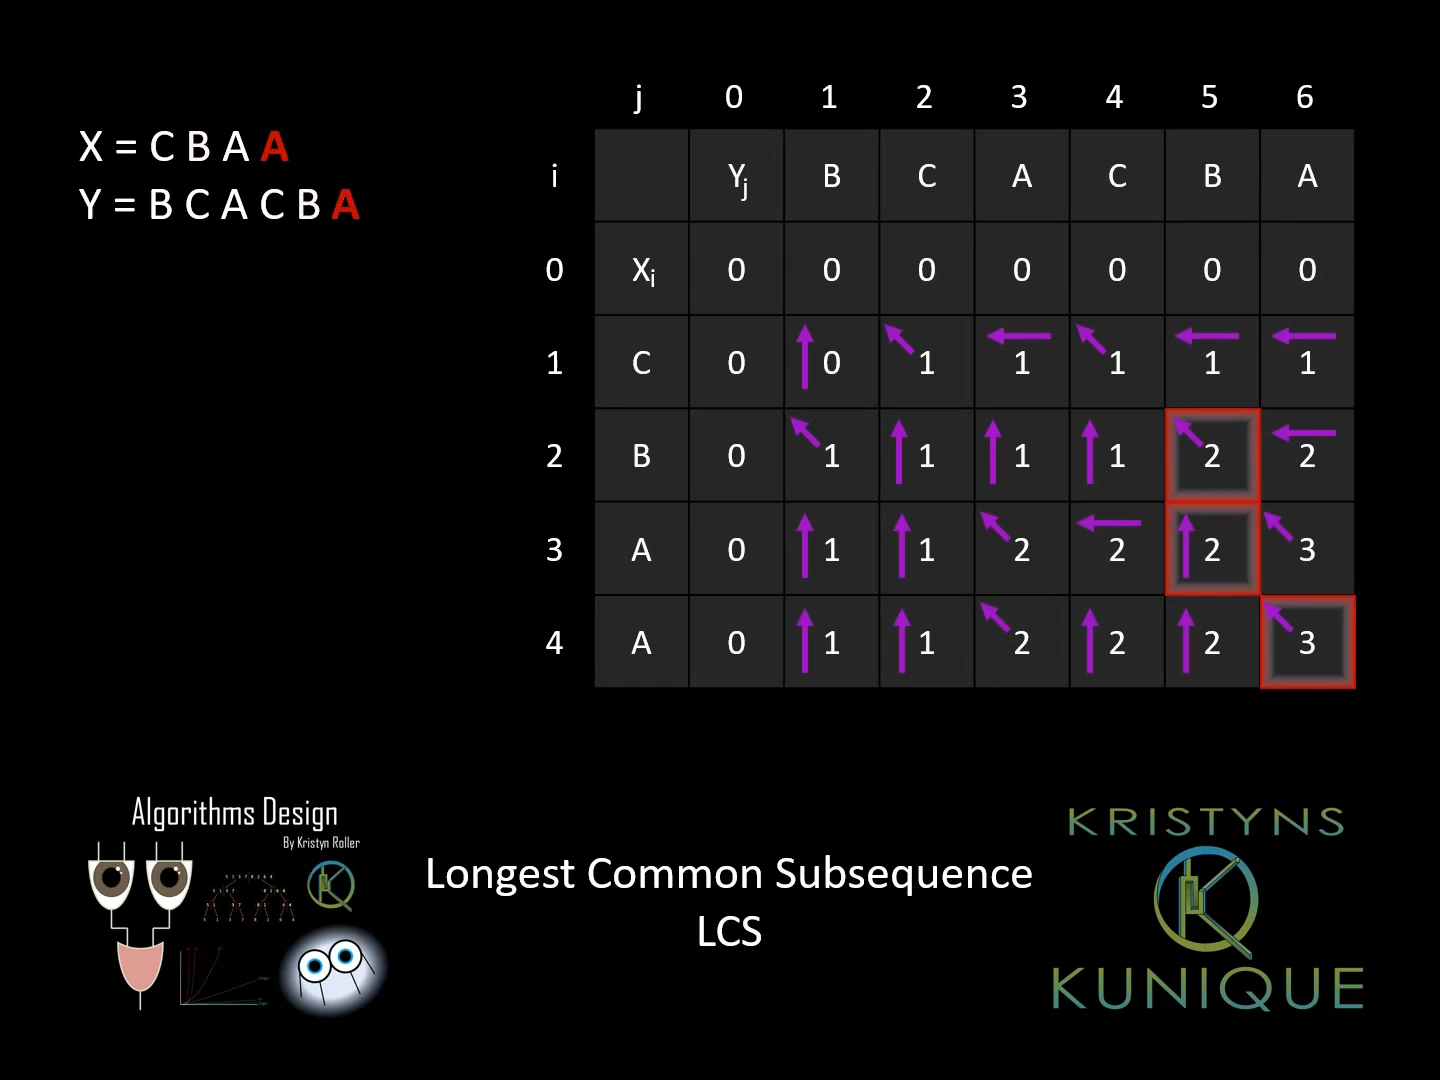 j 0 1 2 3 4 5 6
X = C B A A
Y = B C A C B A
i Yj B C A C B A
0 Xi 0 0 0 0 0 0 0
1 C 0 0 1 1 1 1 1
2 B 0 1 1 1 1 2 2
3 A 0 1 1 2 2 2 3
4 A 0 1 1 2 2 2 3
Algorithms Design
By Kristyn Roller
Longest Common Subsequence
LCS
KRISTYNS
KUNIQUE